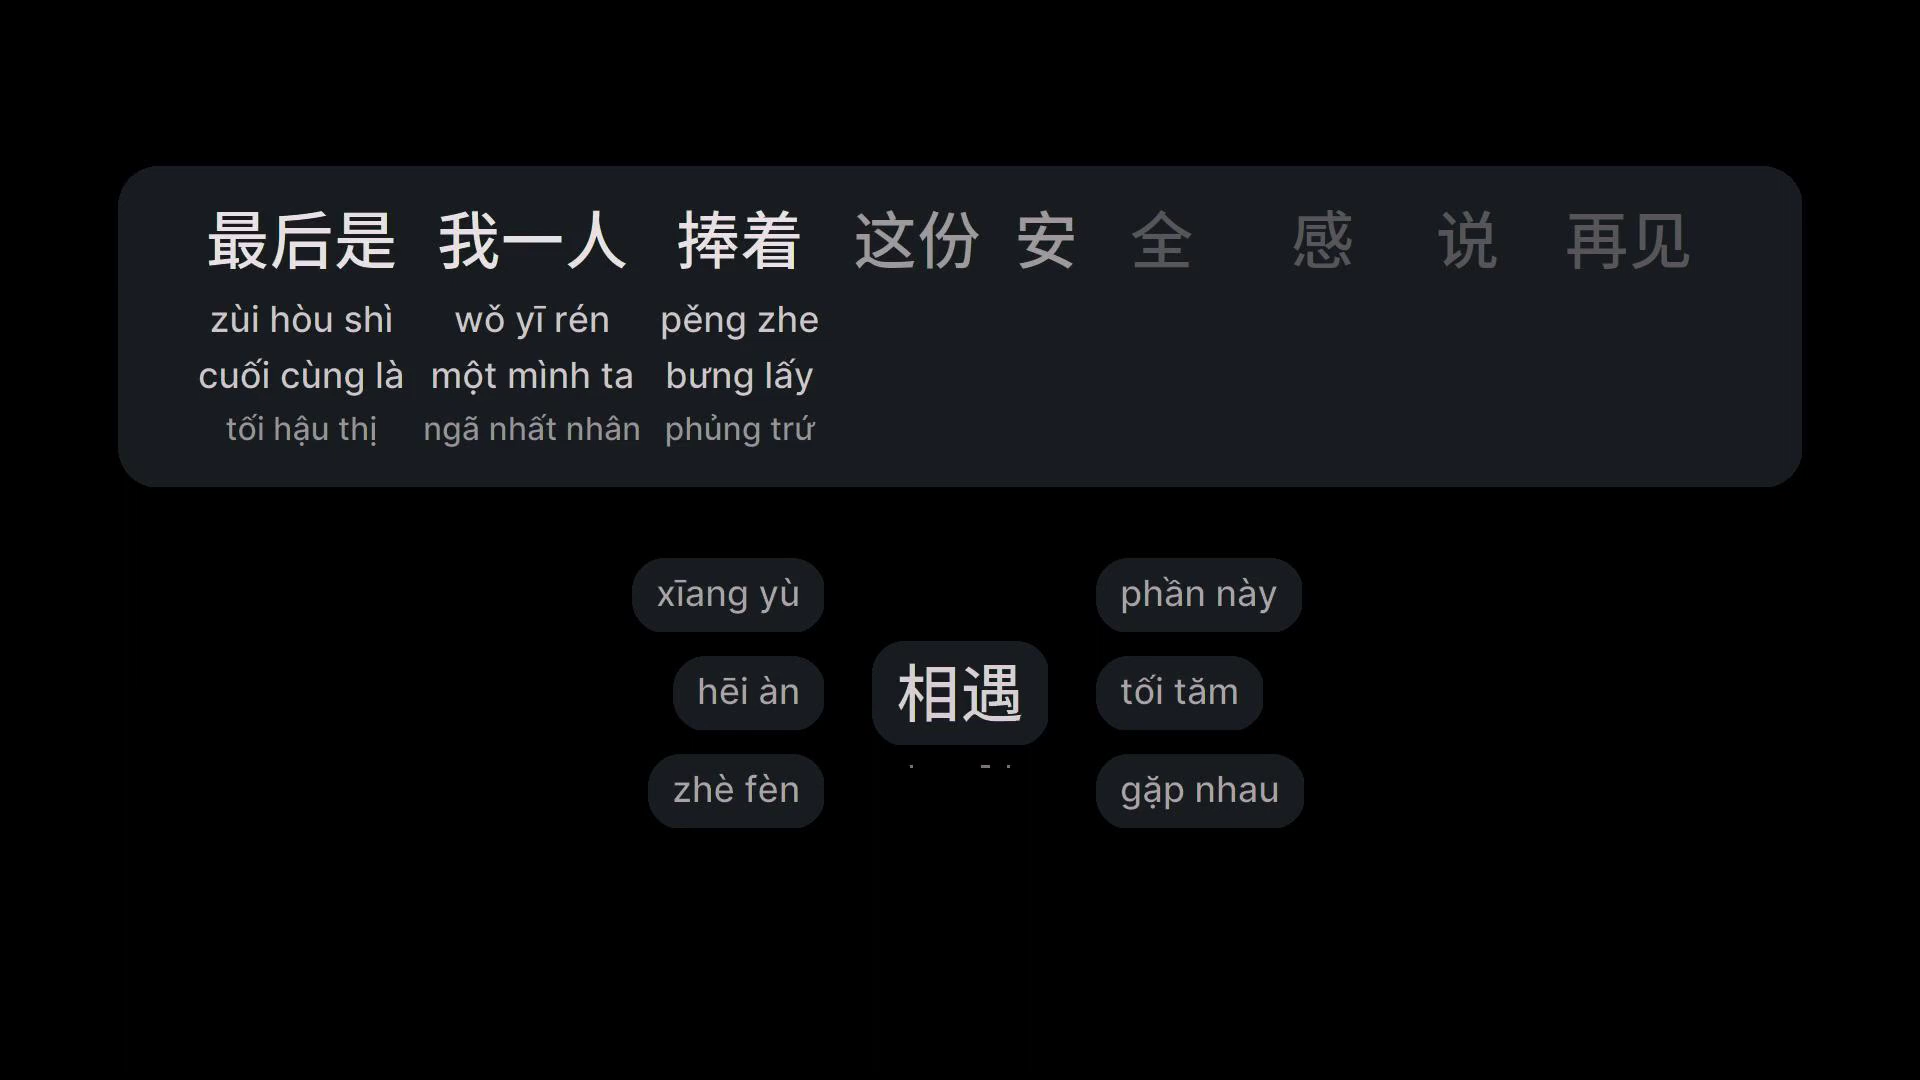 最后是 我一人 捧着 这份 安 全 感 说 再见
zùi hòu shì wǒ yī rén pěng zhe
cuối cùng là một mình ta bưng lấy
tối hậu thị ngã nhất nhân phủng trứ
xīang yù phần này
相遇
hēi àn tối tăm
zhè fèn gặp nhau